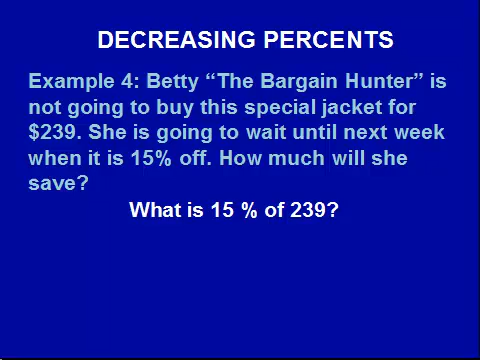 DECREASING PERCENTS
Example 4: Betty “The Bargain Hunter” is
not going to buy this special jacket for
$239. She is going to wait until next week
when it is 15% off. How much will she
save?
What is 15 % of 239?